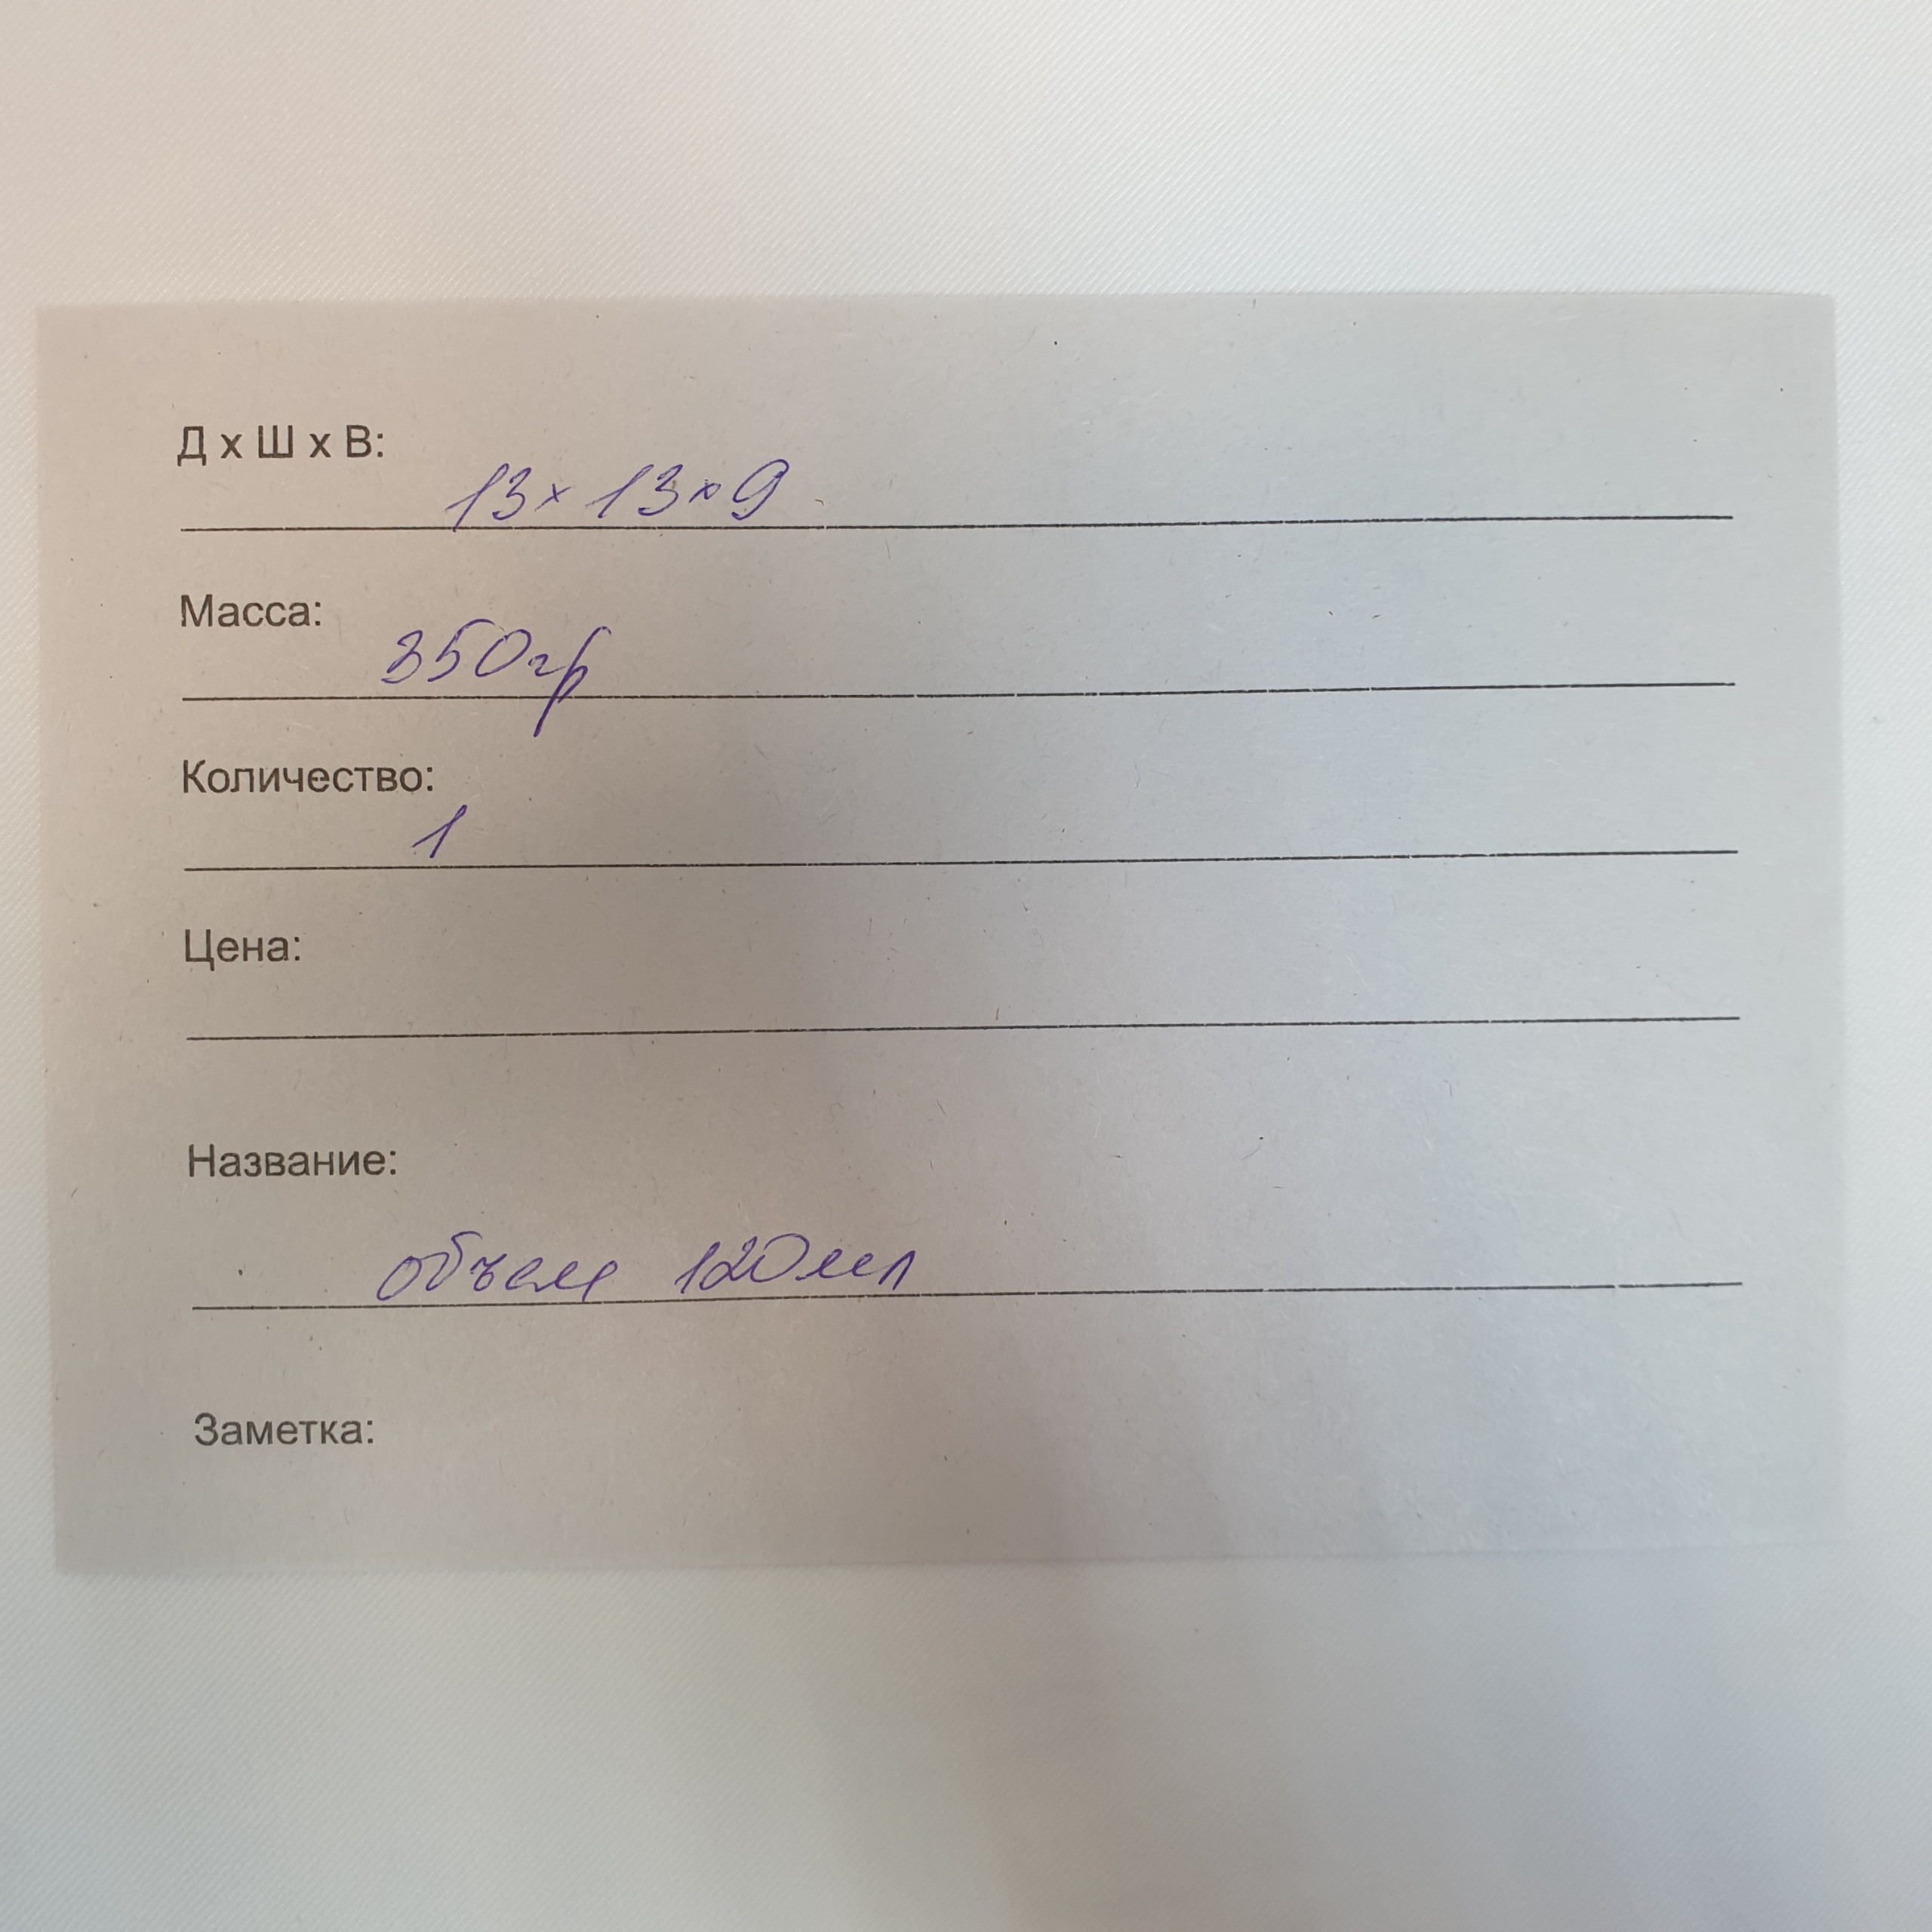 Д х Ш х В:
13 х 13 х 9
Масса:
350гр
Количество:
1
Цена:
Название:
объем 120мл
Заметка: